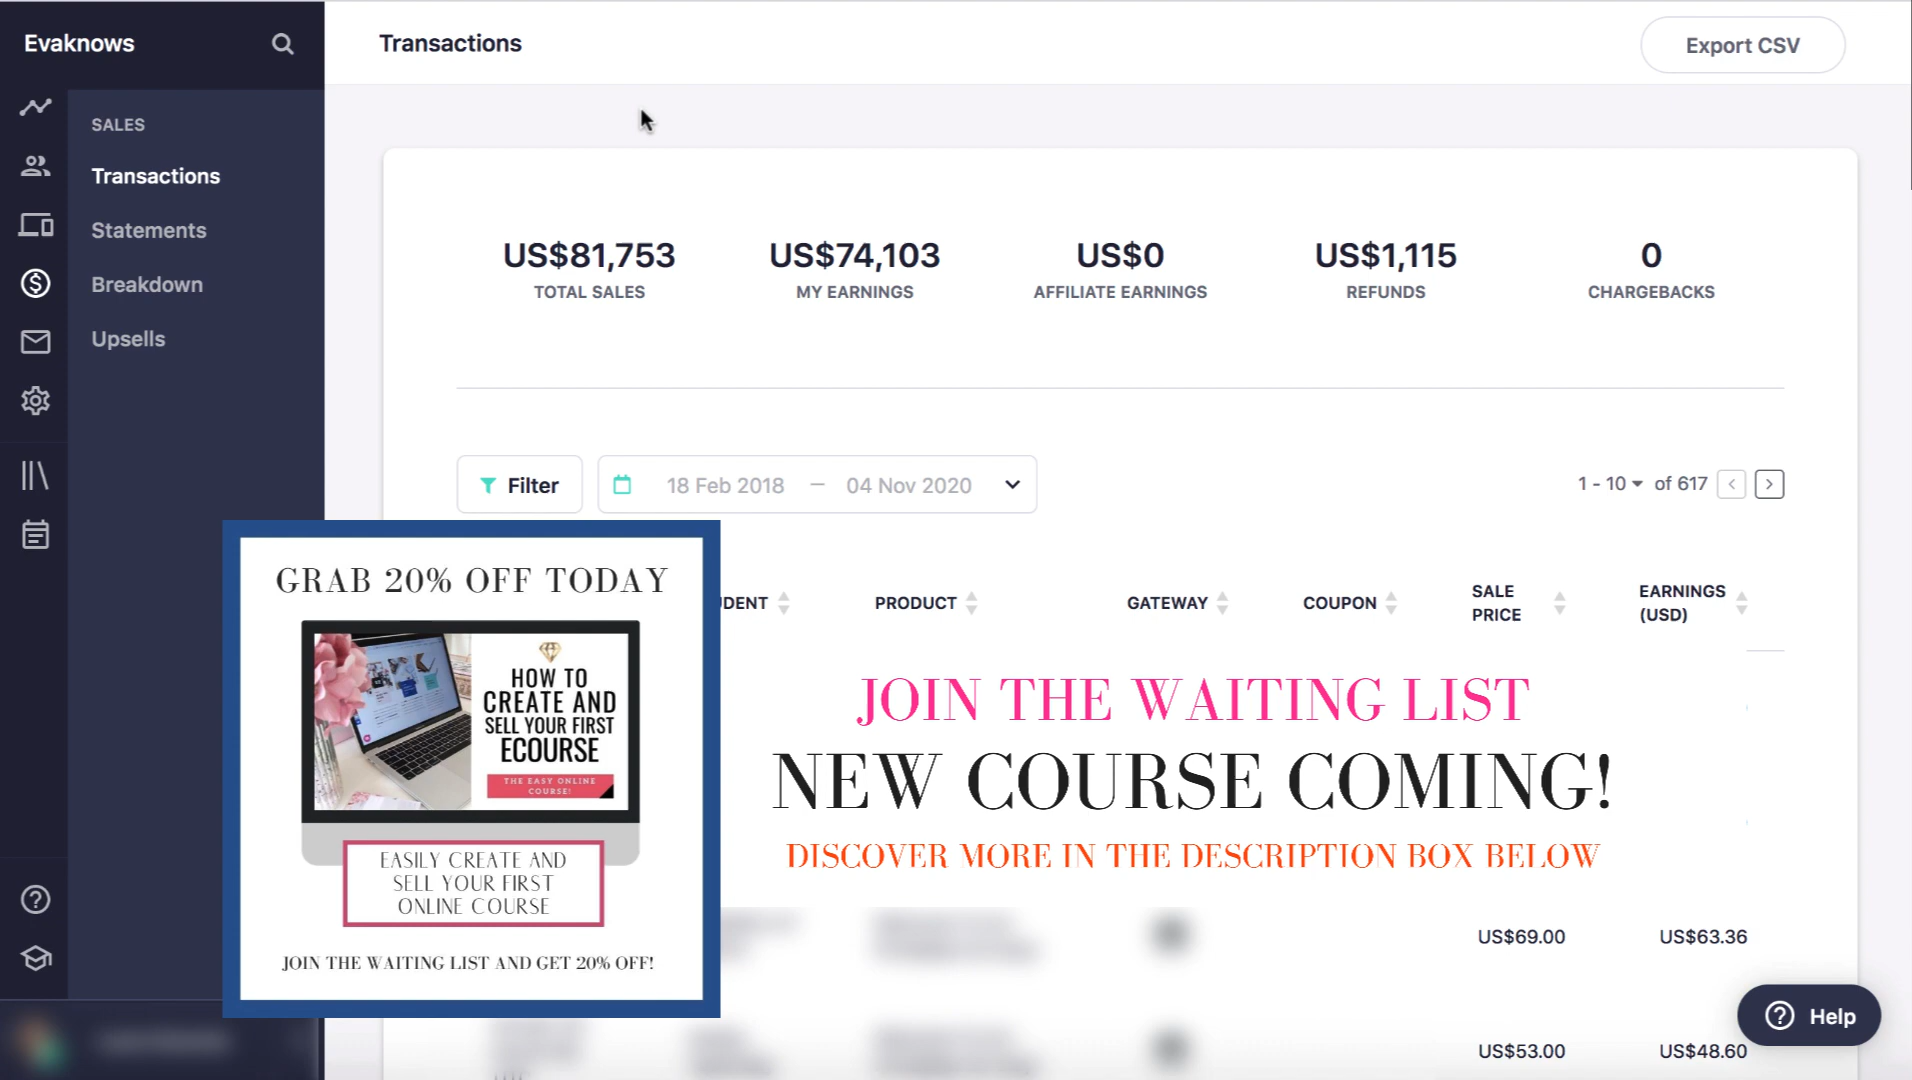 Evaknows
Transactions
Export CSV
SALES
Transactions
Statements
Breakdown
Upsells
US$81,753
TOTAL SALES
US$74,103
MY EARNINGS
US$0
AFFILIATE EARNINGS
US$1,115
REFUNDS
0
CHARGEBACKS
Filter
18 Feb 2018 — 04 Nov 2020
1 - 10 of 617
DENT
PRODUCT
GATEWAY
COUPON
SALE
PRICE
EARNINGS
(USD)
GRAB 20% OFF TODAY
HOW TO
CREATE AND
SELL YOUR FIRST
ECOURSE
THE EASY ONLINE
COURSE!
EASILY CREATE AND
SELL YOUR FIRST
ONLINE COURSE
JOIN THE WAITING LIST AND GET 20% OFF!
JOIN THE WAITING LIST
NEW COURSE COMING!
DISCOVER MORE IN THE DESCRIPTION BOX BELOW
US$69.00
US$63.36
US$53.00
US$48.60
Help